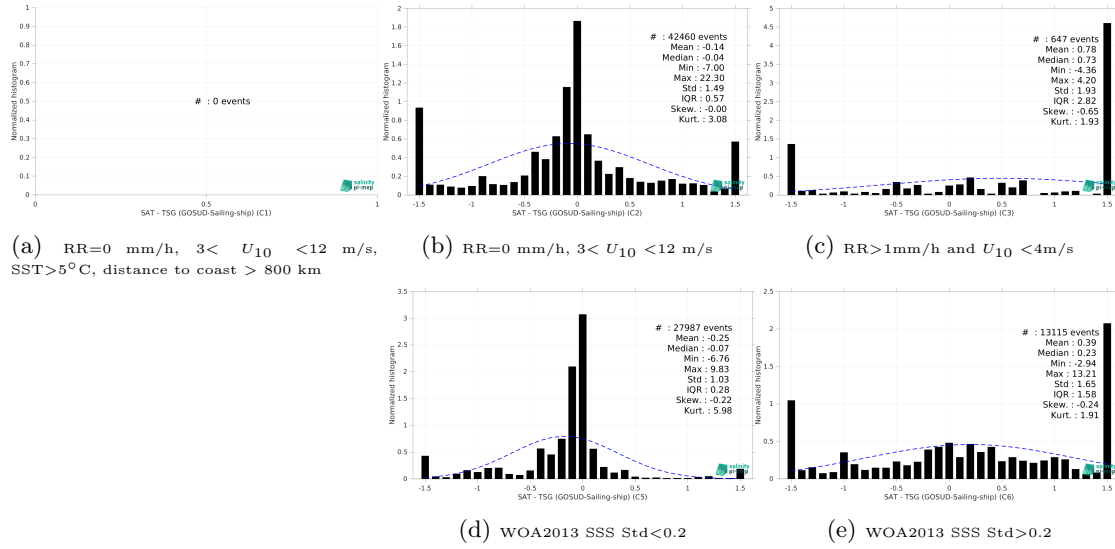 Normalized histogram
1
0.9
0.8
0.7
0.6
0.5
0.4
0.3
0.2
0.1
0
# : 0 events
salinity
pi-mep
0 0.5 1
SAT - TSG (GOSUD-Sailing-ship) (C1)
(a) RR=0 mm/h, 3< U10 <12 m/s,
SST>5°C, distance to coast > 800 km
Normalized histogram
2
1.8
1.6
1.4
1.2
1
0.8
0.6
0.4
0.2
0
# : 42460 events
Mean : -0.14
Median : -0.04
Min : -7.00
Max : 22.30
Std : 1.49
IQR : 0.57
Skew. : -0.00
Kurt. : 3.08
salinity
pi-mep
-1.5 -1 -0.5 0 0.5 1 1.5
SAT - TSG (GOSUD-Sailing-ship) (C2)
(b) RR=0 mm/h, 3< U10 <12 m/s
Normalized histogram
5
4.5
4
3.5
3
2.5
2
1.5
1
0.5
0
# : 647 events
Mean : 0.78
Median : 0.73
Min : -4.36
Max : 4.20
Std : 1.93
IQR : 2.82
Skew. : -0.65
Kurt. : 1.93
salinity
pi-mep
-1.5 -1 -0.5 0 0.5 1 1.5
SAT - TSG (GOSUD-Sailing-ship) (C3)
(c) RR>1mm/h and U10 <4m/s
Normalized histogram
3.5
3
2.5
2
1.5
1
0.5
0
# : 27987 events
Mean : -0.25
Median : -0.07
Min : -6.76
Max : 9.83
Std : 1.03
IQR : 0.28
Skew. : -0.22
Kurt. : 5.98
salinity
pi-mep
-1.5 -1 -0.5 0 0.5 1 1.5
SAT - TSG (GOSUD-Sailing-ship) (C5)
(d) WOA2013 SSS Std<0.2
Normalized histogram
2.5
2
1.5
1
0.5
0
# : 13115 events
Mean : 0.39
Median : 0.23
Min : -2.94
Max : 13.21
Std : 1.65
IQR : 1.58
Skew. : -0.24
Kurt. : 1.91
salinity
pi-mep
-1.5 -1 -0.5 0 0.5 1 1.5
SAT - TSG (GOSUD-Sailing-ship) (C6)
(e) WOA2013 SSS Std>0.2